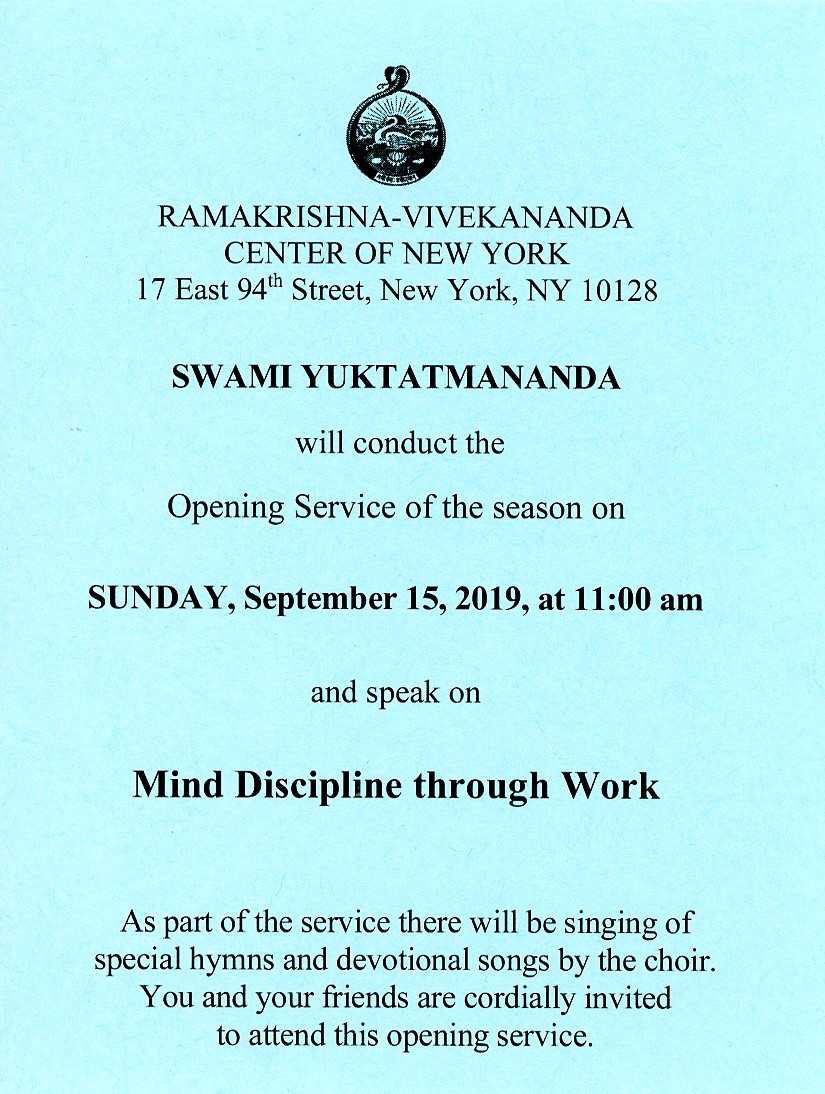 RAMAKRISHNA-VIVEKANANDA
CENTER OF NEW YORK
17 East 94th Street, New York, NY 10128
SWAMI YUKTATMANANDA
will conduct the
Opening Service of the season on
SUNDAY, September 15, 2019, at 11:00 am
and speak on
Mind Discipline through Work
As part of the service there will be singing of
special hymns and devotional songs by the choir.
You and your friends are cordially invited
to attend this opening service.